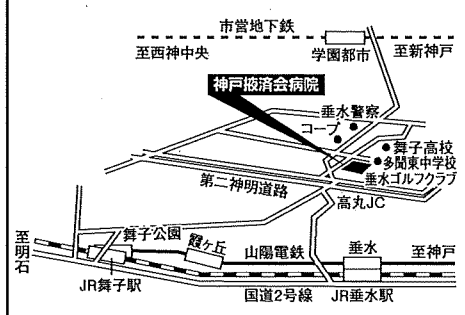 市営地下鉄
至西神中央
学園都市
至新神戸
神戸掖済会病院
垂水警察
コープ
舞子高校
多聞東中学校
垂水ゴルフクラブ
第二神明道路
高丸JC
至明石
舞子公園
霞ヶ丘
山陽電鉄
垂水
至神戸
JR舞子駅
国道2号線
JR垂水駅